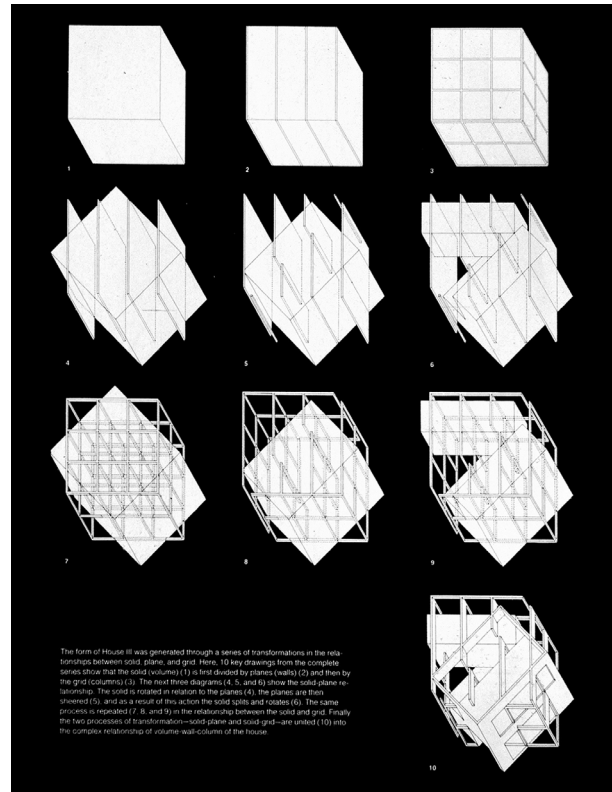 1
2
3
4
5
6
7
8
9
The form of House III was generated through a series of transformations in the rela-
tionships between solid, plane, and grid. Here, 10 key drawings from the complete
series show that the solid (volume) (1) is first divided by planes (walls) (2) and then by
the grid (columns) (3). The next three diagrams (4, 5, and 6) show the solid-plane re-
lationship. The solid is rotated in relation to the planes (4), the planes are then
sheered (5), and as a result of this action the solid splits and rotates (6). The same
process is repeated (7, 8, and 9) in the relationship between the solid and grid. Finally
the two processes of transformation—solid-plane and solid-grid—are united (10) into
the complex relationship of volume-wall-column of the house.
10